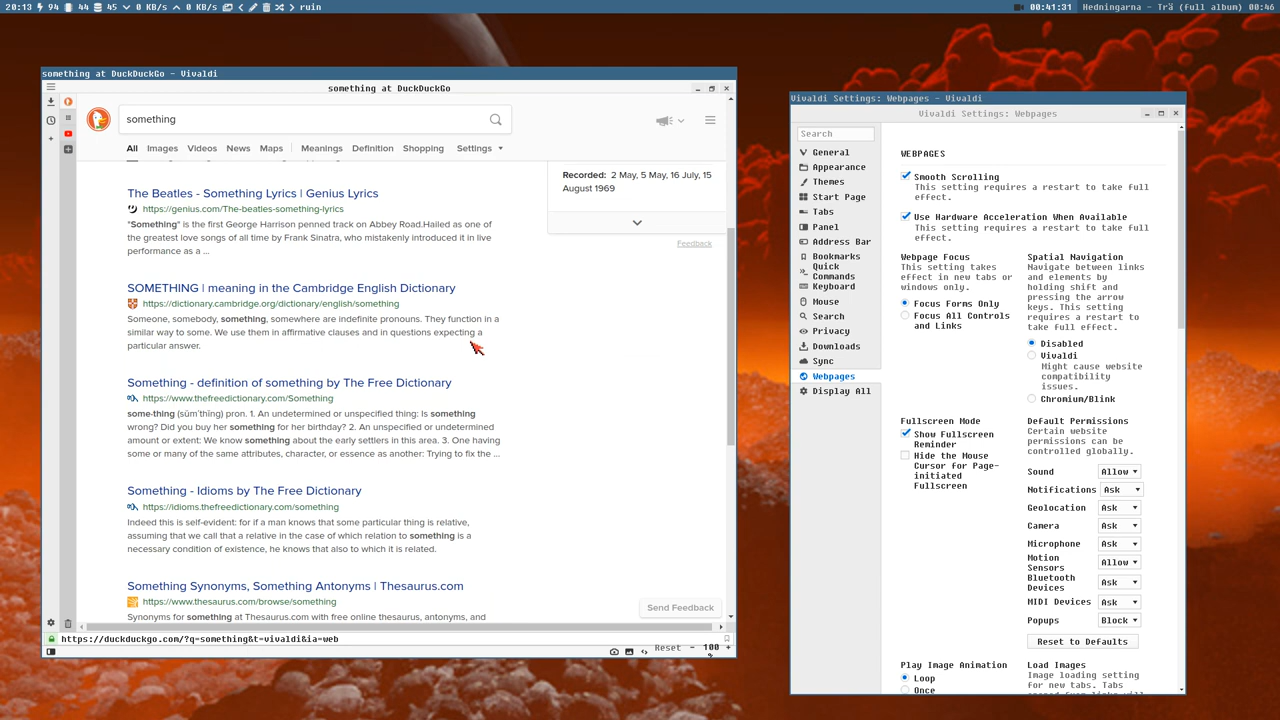 20:13 94 44 45 0 KB/s 0 KB/s ruin
00:41:31 Hedningarna - Trä (full album) 00:46
something at DuckDuckGo - Vivaldi
something at DuckDuckGo
something
All Images Videos News Maps Meanings Definition Shopping Settings
Recorded: 2 May, 5 May, 16 July, 15
August 1969
Feedback
The Beatles - Something Lyrics | Genius Lyrics
https://genius.com/The-beatles-something-lyrics
"Something" is the first George Harrison penned track on Abbey Road.Hailed as one of
the greatest love songs of all time by Frank Sinatra, who mistakenly introduced it in live
performance as a ...
SOMETHING | meaning in the Cambridge English Dictionary
https://dictionary.cambridge.org/dictionary/english/something
Someone, somebody, something, somewhere are indefinite pronouns. They function in a
similar way to some. We use them in affirmative clauses and in questions expecting a
particular answer.
Something - definition of something by The Free Dictionary
https://www.thefreedictionary.com/Something
some·thing (sŭm′thĭng) pron. 1. An undetermined or unspecified thing: Is something
wrong? Did you buy her something for her birthday? 2. An unspecified or undetermined
amount or extent: We know something about the early settlers in this area. 3. One having
some or many of the same attributes, character, or essence as another: Trying to fix the ...
Something - Idioms by The Free Dictionary
https://idioms.thefreedictionary.com/something
Indeed this is self-evident: for if a man knows that some particular thing is relative,
assuming that we call that a relative in the case of which relation to something is a
necessary condition of existence, he knows that also to which it is related.
Something Synonyms, Something Antonyms | Thesaurus.com
https://www.thesaurus.com/browse/something
Synonyms for something at Thesaurus.com with free online thesaurus, antonyms, and
Send Feedback
https://duckduckgo.com/?q=something&t=vivaldi&ia=web
Reset - 100 % +
Vivaldi Settings: Webpages - Vivaldi
Vivaldi Settings: Webpages
Search
General
Appearance
Themes
Start Page
Tabs
Panel
Address Bar
Bookmarks
Quick
Commands
Keyboard
Mouse
Search
Privacy
Downloads
Sync
Webpages
Display All
WEBPAGES
Smooth Scrolling
This setting requires a restart to take full
effect.
Use Hardware Acceleration When Available
This setting requires a restart to take full
effect.
Webpage Focus
This setting takes
effect in new tabs or
windows only.
Focus Forms Only
Focus All Controls
and Links
Spatial Navigation
Navigate between links
and elements by
holding shift and
pressing the arrow
keys. This setting
requires a restart to
take full effect.
Disabled
Vivaldi
Might cause website
compatibility
issues.
Chromium/Blink
Fullscreen Mode
Show Fullscreen
Reminder
Hide the Mouse
Cursor for Page-
initiated
Fullscreen
Default Permissions
Certain website
permissions can be
controlled globally.
Sound Allow
Notifications Ask
Geolocation Ask
Camera Ask
Microphone Ask
Motion
Sensors Allow
Bluetooth
Devices Ask
MIDI Devices Ask
Popups Block
Reset to Defaults
Play Image Animation
Loop
Once
Load Images
Image loading setting
for new tabs. Tabs